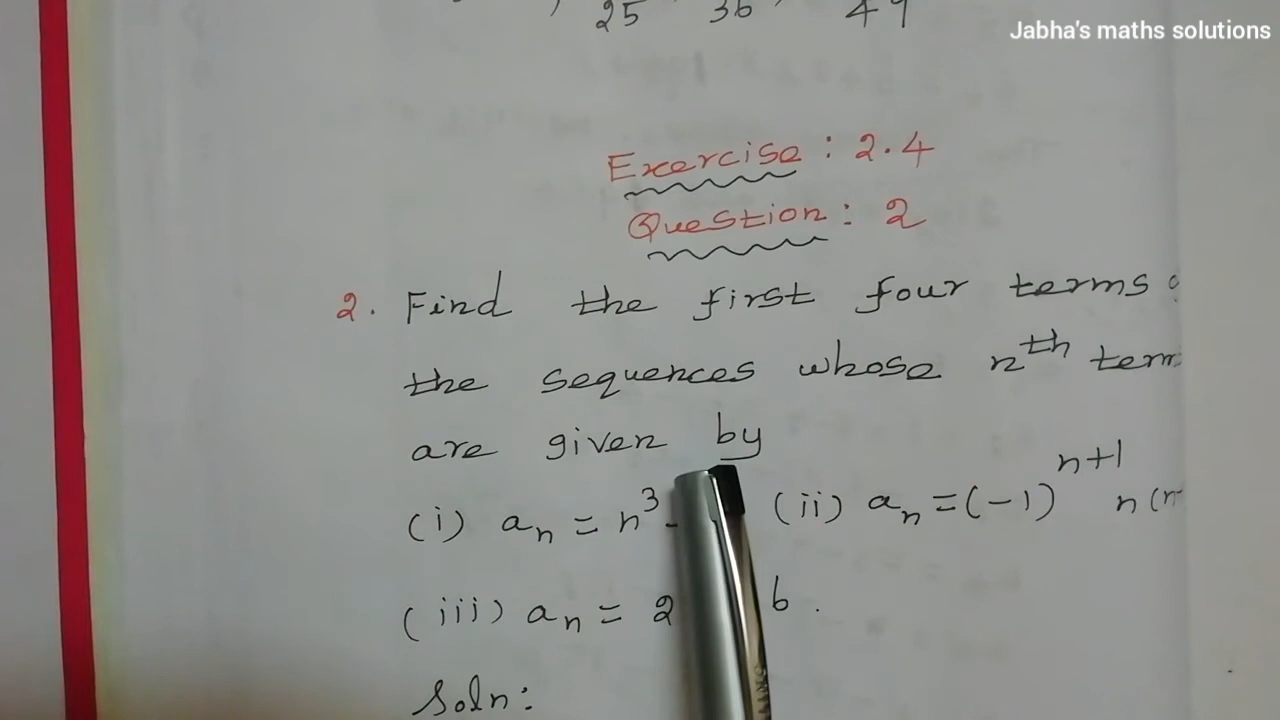 25 36 49
Jabha's maths solutions
Exercise : 2.4
Question : 2
2. Find the first four terms
the sequences whose nth term
are given by
(i) an = n³- (ii) an = (-1)^n+1 n(n
(iii) an = 2 6.
Soln: